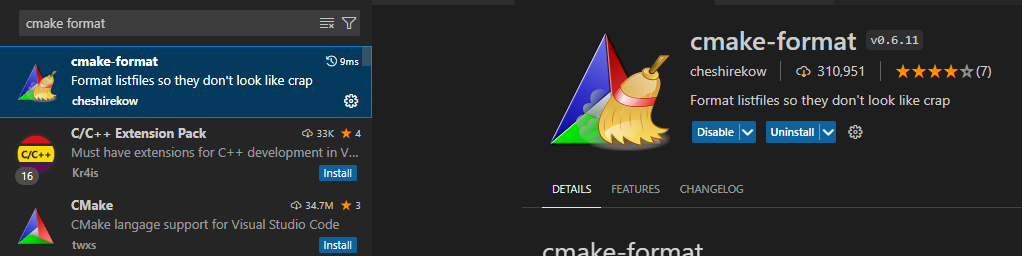 cmake format
cmake-format 9ms
Format listfiles so they don't look like crap
cheshirekow
C/C++
16
C/C++ Extension Pack 33K 4
Must have extensions for C++ development in V...
Kr4is Install
CMake 34.7M 3
CMake langage support for Visual Studio Code
twxs Install
cmake-format v0.6.11
cheshirekow 310,951 (7)
Format listfiles so they don't look like crap
Disable Uninstall
DETAILS FEATURES CHANGELOG
cmake-format